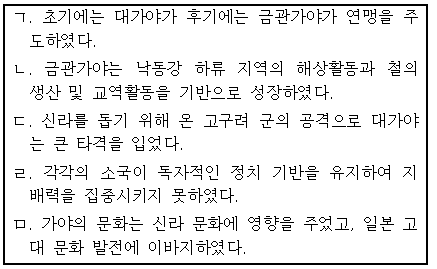 ㄱ. 초기에는 대가야가 후기에는 금관가야가 연맹을 주
도하였다.
ㄴ. 금관가야는 낙동강 하류 지역의 해상활동과 철의
생산 및 교역활동을 기반으로 성장하였다.
ㄷ. 신라를 돕기 위해 온 고구려 군의 공격으로 대가야
는 큰 타격을 입었다.
ㄹ. 각각의 소국이 독자적인 정치 기반을 유지하여 지
배력을 집중시키지 못하였다.
ㅁ. 가야의 문화는 신라 문화에 영향을 주었고, 일본 고
대 문화 발전에 이바지하였다.